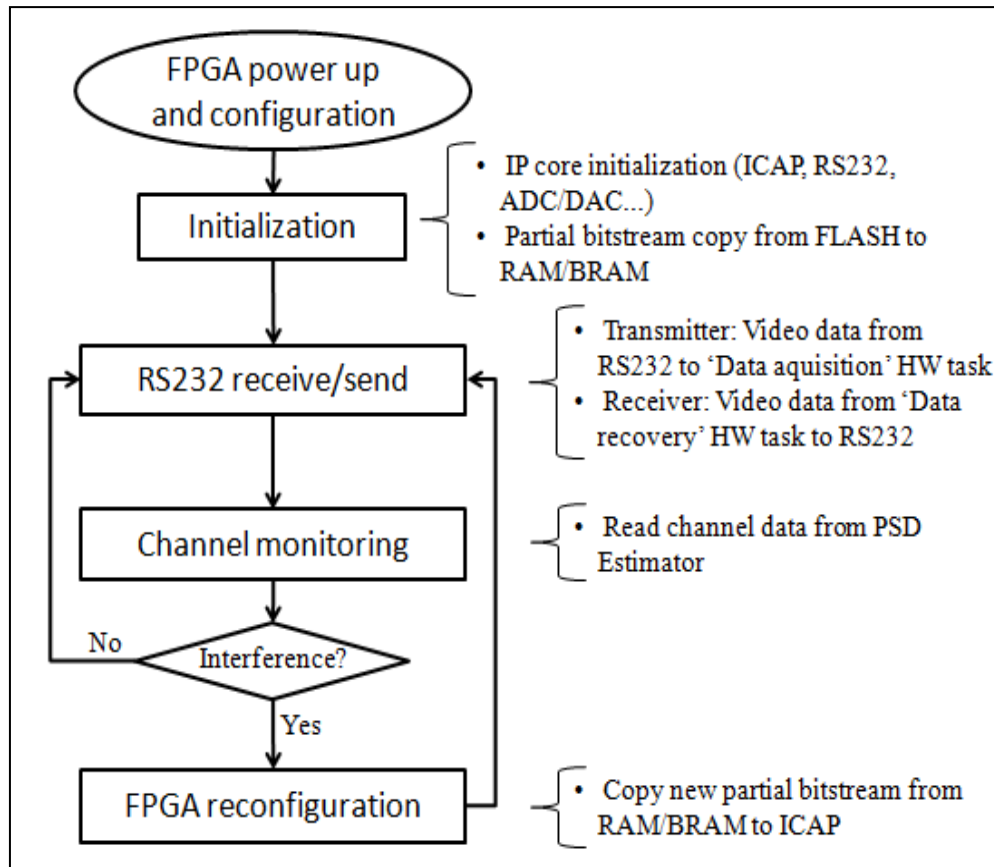 FPGA power up
and configuration
Initialization
• IP core initialization (ICAP, RS232,
ADC/DAC...)
• Partial bitstream copy from FLASH to
RAM/BRAM
RS232 receive/send
• Transmitter: Video data from
RS232 to ‘Data aquisition’ HW task
• Receiver: Video data from ‘Data
recovery’ HW task to RS232
Channel monitoring
• Read channel data from PSD
Estimator
No
Interference?
Yes
FPGA reconfiguration
• Copy new partial bitstream from
RAM/BRAM to ICAP